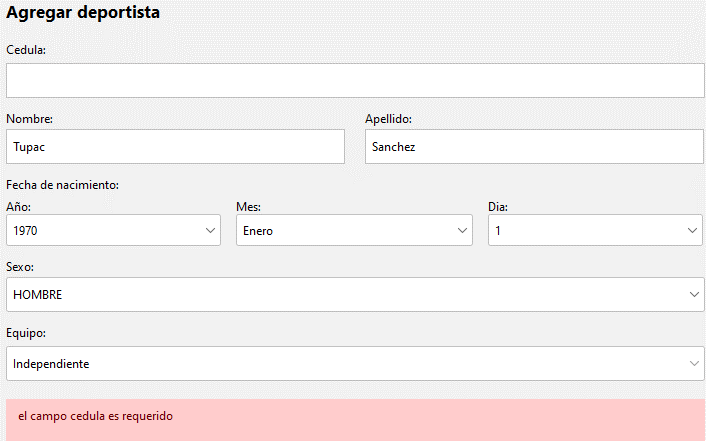 Agregar deportista
Cedula:
Nombre: Apellido:
Tupac Sanchez
Fecha de nacimiento:
Año: Mes: Dia:
1970 Enero 1
Sexo:
HOMBRE
Equipo:
Independiente
el campo cedula es requerido